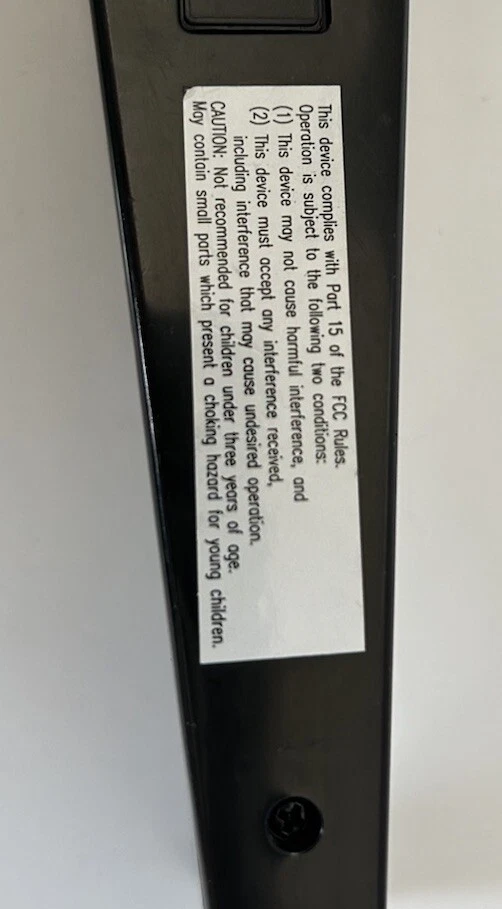 This device complies with Part 15 of the FCC Rules.
Operation is subject to the following two conditions:
(1) This device may not cause harmful interference, and
(2) This device must accept any interference received,
including interference that may cause undesired operation.
CAUTION: Not recommended for children under three years of age.
May contain small parts which present a choking hazard for young children.